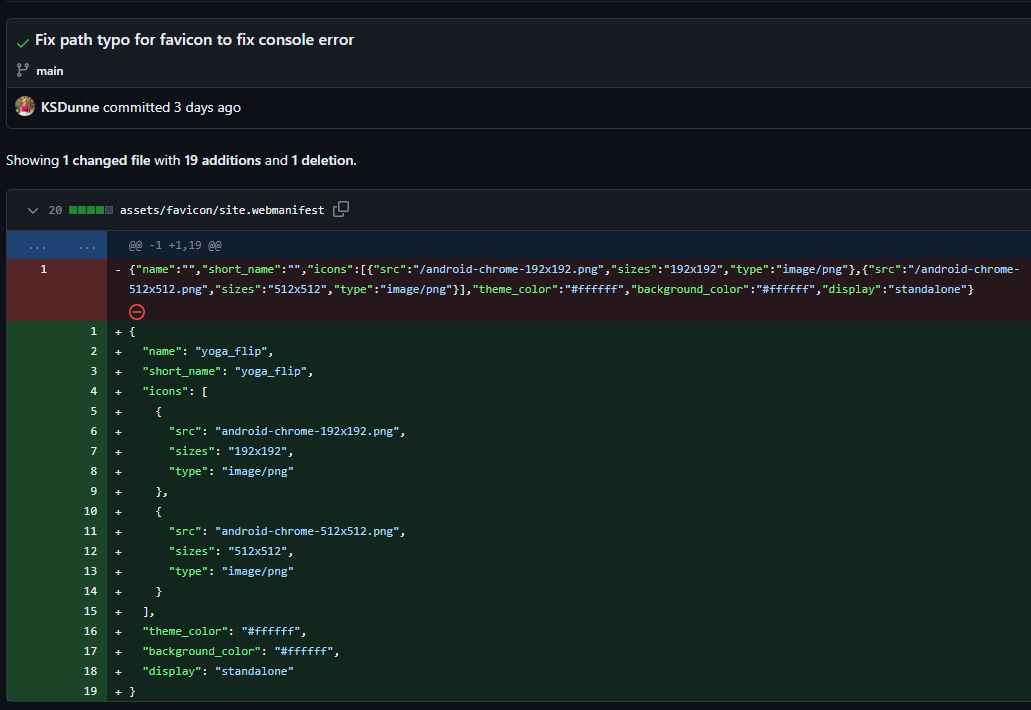 Fix path typo for favicon to fix console error
main
KSDunne committed 3 days ago
Showing 1 changed file with 19 additions and 1 deletion.
20 assets/favicon/site.webmanifest
... ... @@ -1 +1,19 @@
1 - {"name":"","short_name":"","icons":[{"src":"/android-chrome-192x192.png","sizes":"192x192","type":"image/png"},{"src":"/android-chrome-
512x512.png","sizes":"512x512","type":"image/png"}],"theme_color":"#ffffff","background_color":"#ffffff","display":"standalone"}
1 + {
2 + "name": "yoga_flip",
3 + "short_name": "yoga_flip",
4 + "icons": [
5 + {
6 + "src": "android-chrome-192x192.png",
7 + "sizes": "192x192",
8 + "type": "image/png"
9 + },
10 + {
11 + "src": "android-chrome-512x512.png",
12 + "sizes": "512x512",
13 + "type": "image/png"
14 + }
15 + ],
16 + "theme_color": "#ffffff",
17 + "background_color": "#ffffff",
18 + "display": "standalone"
19 + }